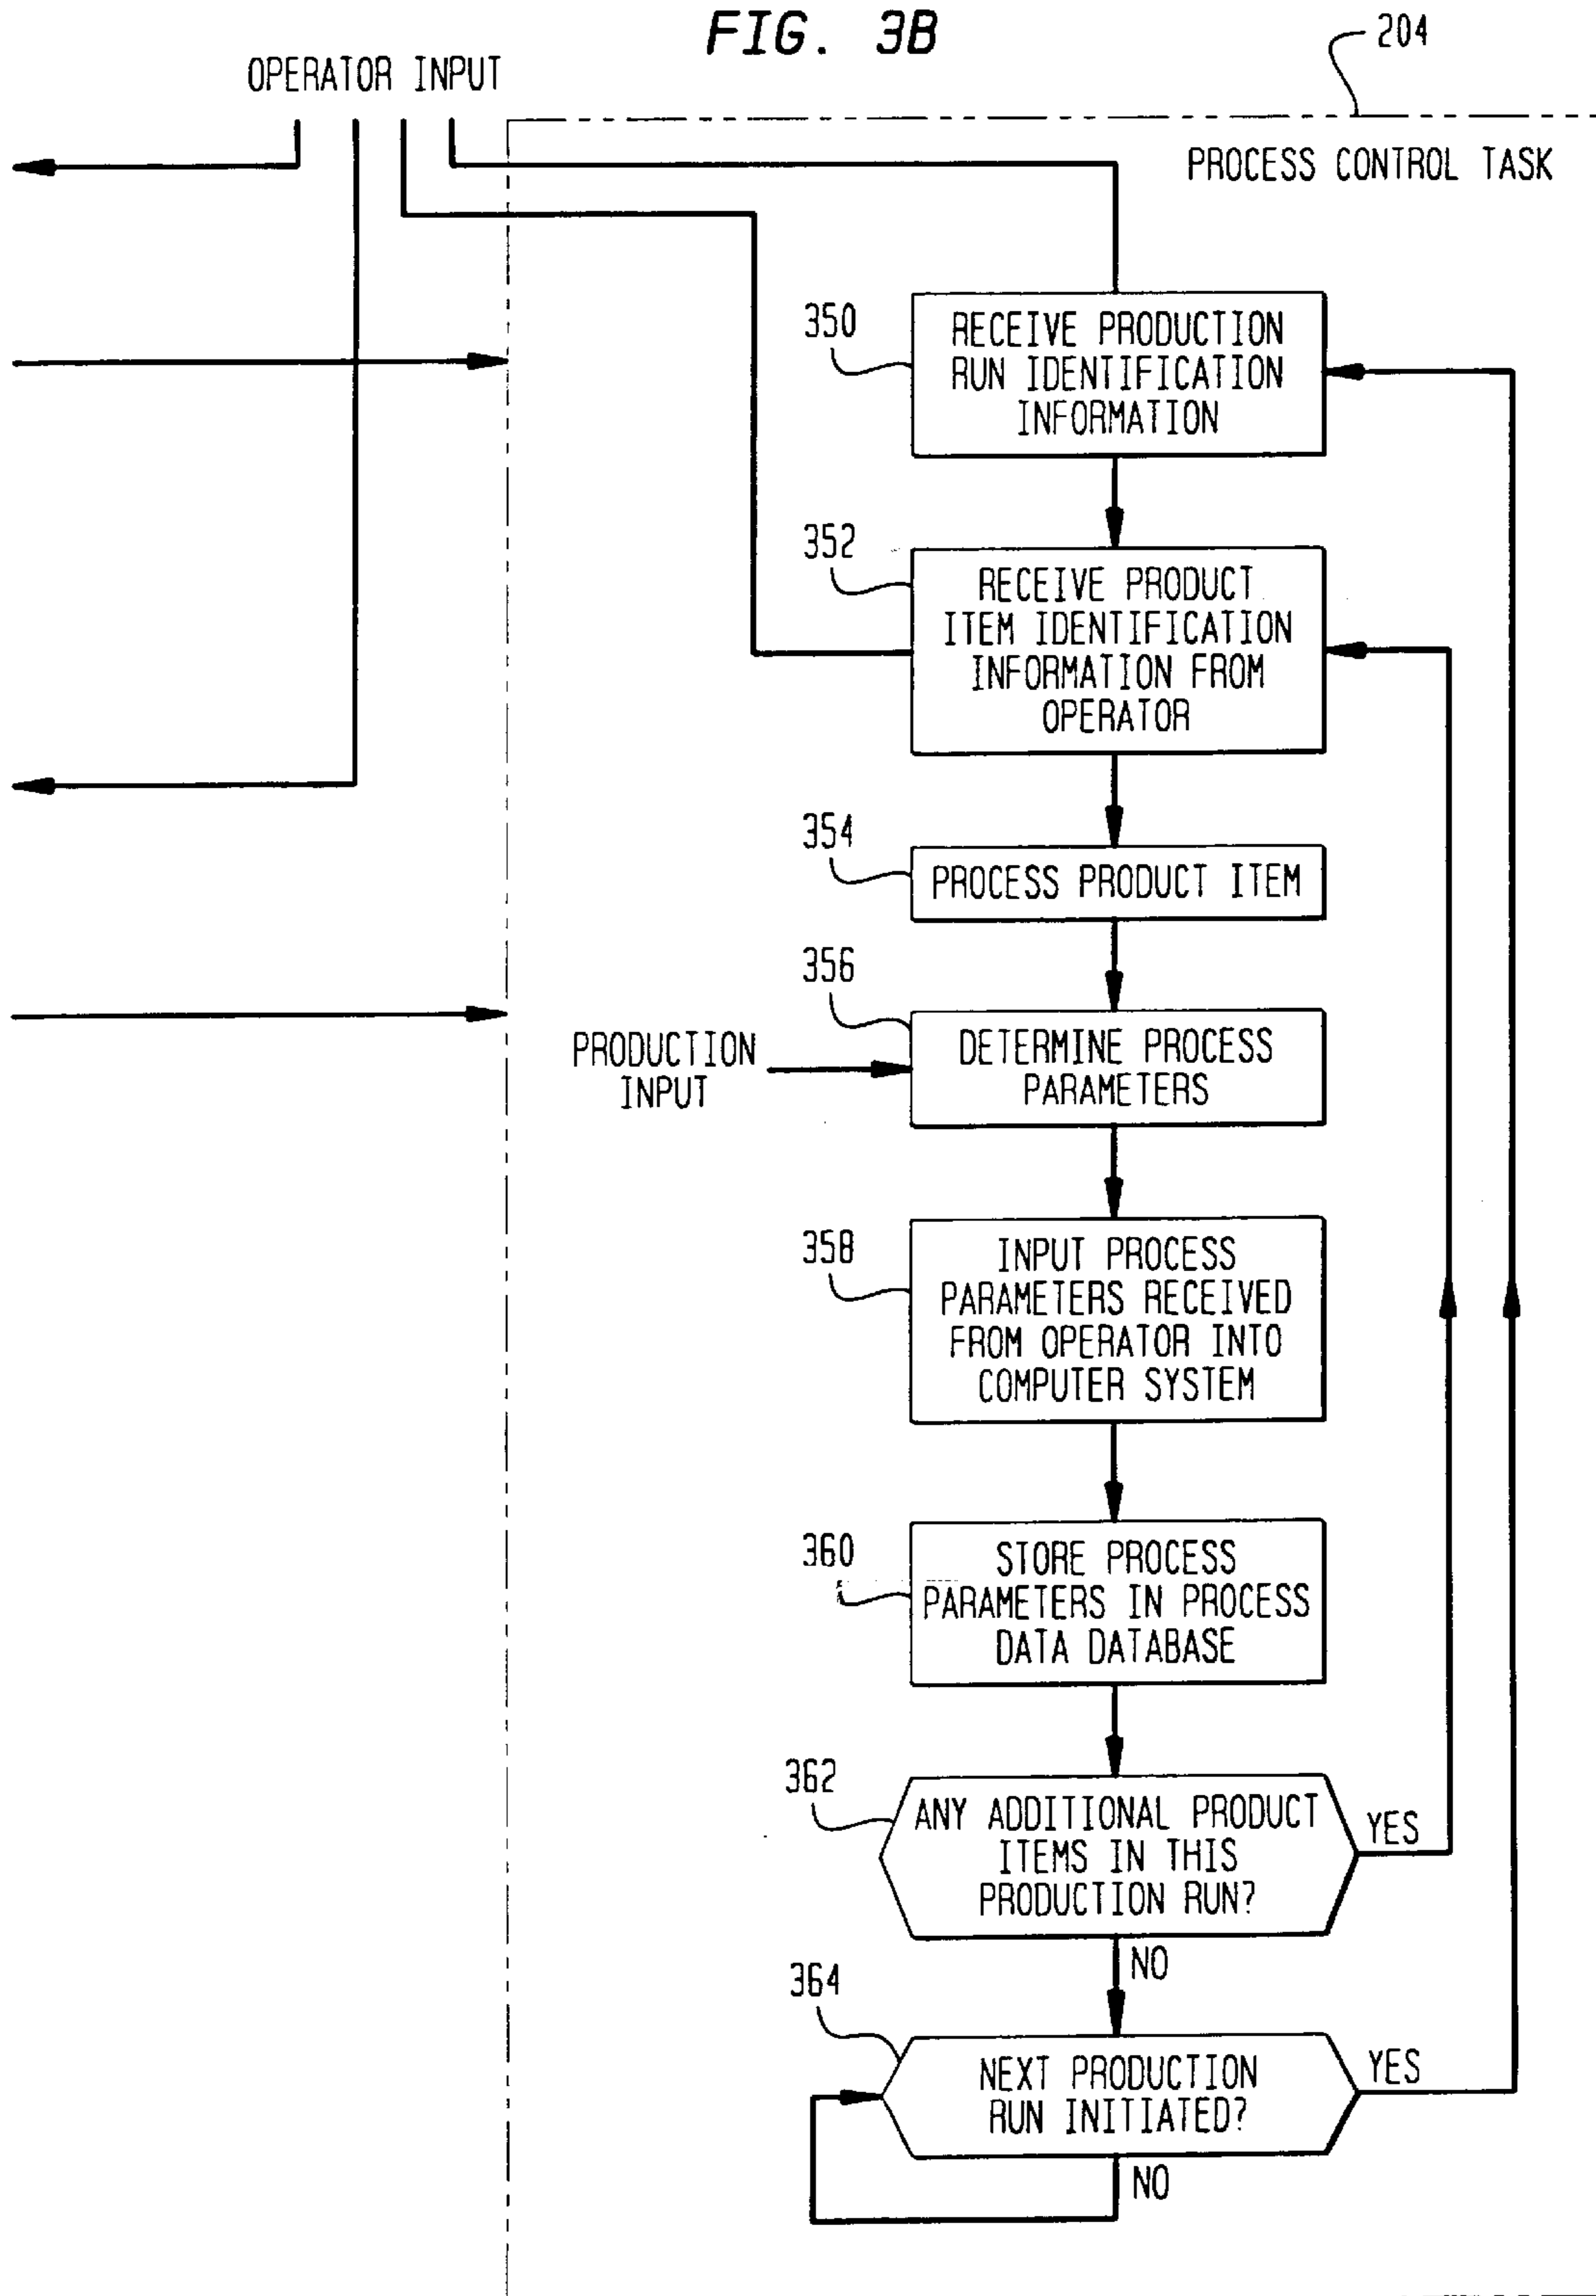 FIG. 3B
204
OPERATOR INPUT
PROCESS CONTROL TASK
350
RECEIVE PRODUCTION
RUN IDENTIFICATION
INFORMATION
352
RECEIVE PRODUCT
ITEM IDENTIFICATION
INFORMATION FROM
OPERATOR
354
PROCESS PRODUCT ITEM
356
PRODUCTION
INPUT
DETERMINE PROCESS
PARAMETERS
358
INPUT PROCESS
PARAMETERS RECEIVED
FROM OPERATOR INTO
COMPUTER SYSTEM
360
STORE PROCESS
PARAMETERS IN PROCESS
DATA DATABASE
362
ANY ADDITIONAL PRODUCT
ITEMS IN THIS
PRODUCTION RUN?
YES
NO
364
NEXT PRODUCTION
RUN INITIATED?
YES
NO